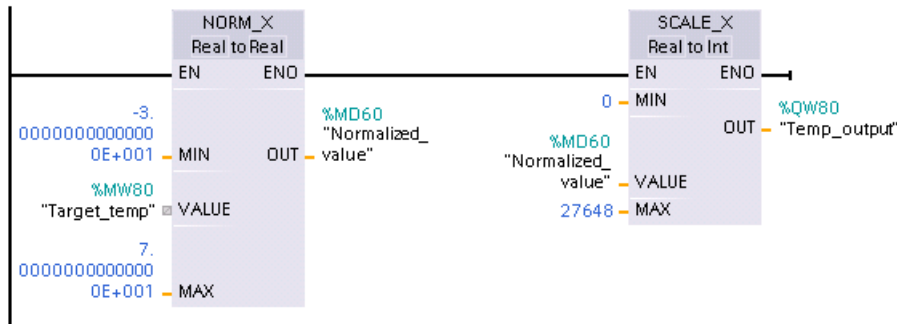 NORM_X
Real to Real
EN ENO
-3.
0000000000000
0E+001
MIN
OUT
%MD60
"Normalized_
value"
%MW80
"Target_temp"
VALUE
7.
0000000000000
0E+001
MAX
SCALE_X
Real to Int
EN ENO
0
MIN
OUT
%QW80
"Temp_output"
%MD60
"Normalized_
value"
VALUE
27648
MAX